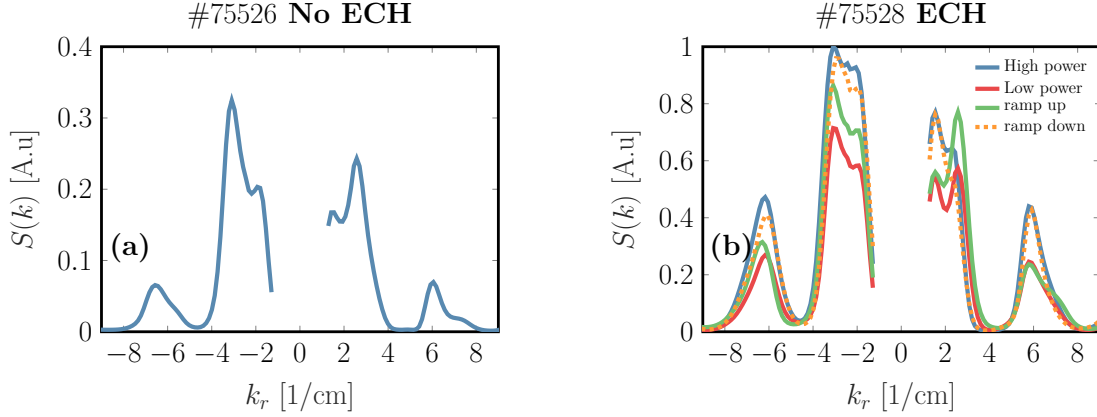 #75526 No ECH
0.4
0.3
0.2
0.1
0
S(k) [A.u]
(a)
−8 −6 −4 −2 0 2 4 6 8
k_r [1/cm]
#75528 ECH
1
0.8
0.6
0.4
0.2
0
S(k) [A.u]
(b)
High power
Low power
ramp up
ramp down
−8 −6 −4 −2 0 2 4 6 8
k_r [1/cm]